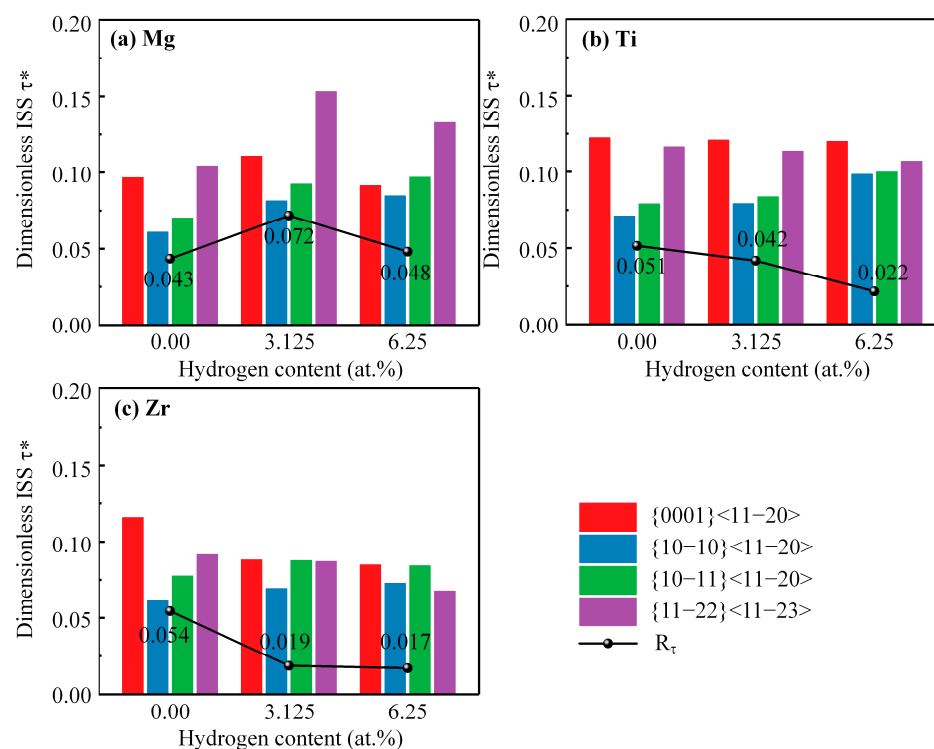 (a) Mg
Dimensionless ISS τ*
0.20
0.15
0.10
0.05
0.00
0.043
0.072
0.048
0.00 3.125 6.25
Hydrogen content (at.%)
(b) Ti
Dimensionless ISS τ*
0.20
0.15
0.10
0.05
0.00
0.051
0.042
0.022
0.00 3.125 6.25
Hydrogen content (at.%)
(c) Zr
Dimensionless ISS τ*
0.20
0.15
0.10
0.05
0.00
0.054
0.019
0.017
0.00 3.125 6.25
Hydrogen content (at.%)
{0001}<11−20>
{10−10}<11−20>
{10−11}<11−20>
{11−22}<11−23>
Rτ